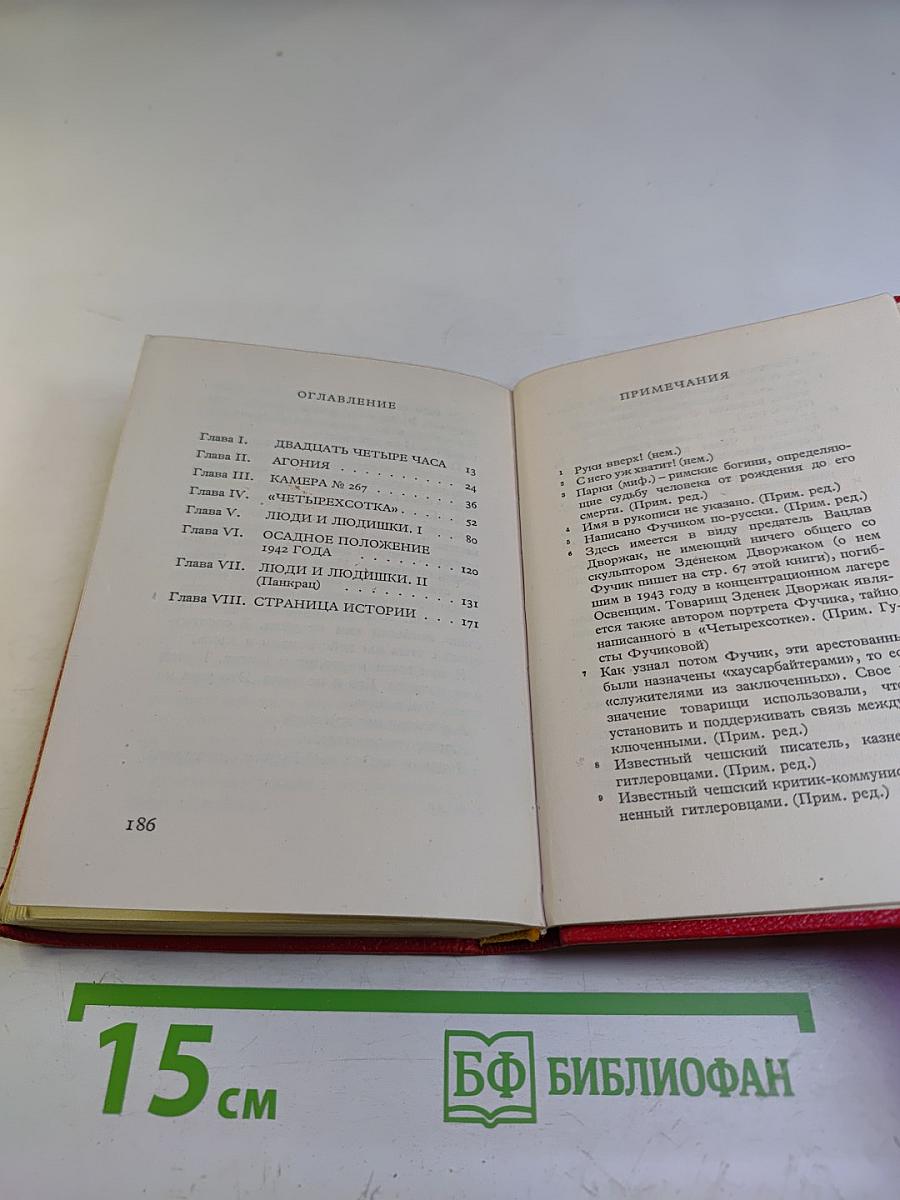 ОГЛАВЛЕНИЕ
Глава I. ДВАДЦАТЬ ЧЕТЫРЕ ЧАСА 13
Глава II. АГОНИЯ . . . . . . . . 24
Глава III. КАМЕРА № 267 . . . . . . . 36
Глава IV. «ЧЕТЫРЕХСОТКА» . . . . . 52
Глава V. ЛЮДИ И ЛЮДИШКИ. I . . . 80
Глава VI. ОСАДНОЕ ПОЛОЖЕНИЕ
1942 ГОДА . . . . . . . . 120
Глава VII. ЛЮДИ И ЛЮДИШКИ. II
(Панкрац) . . . . . . . . . 131
Глава VIII. СТРАНИЦА ИСТОРИИ . . . 171
186
ПРИМЕЧАНИЯ
1 Руки вверх! (нем.)
2 С него уж хватит! (нем.)
3 Парки (миф.) – римские богини, определяю-
щие судьбу человека от рождения до его
смерти. (Прим. ред.)
4 Имя в рукописи не указано. (Прим. ред.)
5 Написано Фучиком по-русски. (Прим. ред.)
6 Здесь имеется в виду предатель Вацлав
Дворжак, не имеющий ничего общего со
скульптором Зденеком Дворжаком (о нем
Фучик пишет на стр. 67 этой книги), погиб-
шим в 1943 году в концентрационном лагере
Освенцим. Товарищ Зденек Дворжак явля-
ется также автором портрета Фучика, тайно
написанного в «Четырехсотке». (Прим. Гу-
сты Фучиковой)
7 Как узнал потом Фучик, эти арестованны
были назначены «хаусарбайтерами», то ес
«служителями из заключенных». Свое
значение товарищи использовали, что
установить и поддерживать связь между
ключенными. (Прим. ред.)
8 Известный чешский писатель, казне
гитлеровцами. (Прим. ред.)
9 Известный чешский критик-коммунис
ненный гитлеровцами. (Прим. ред.)
15 см
БФ БИБЛИОФАН